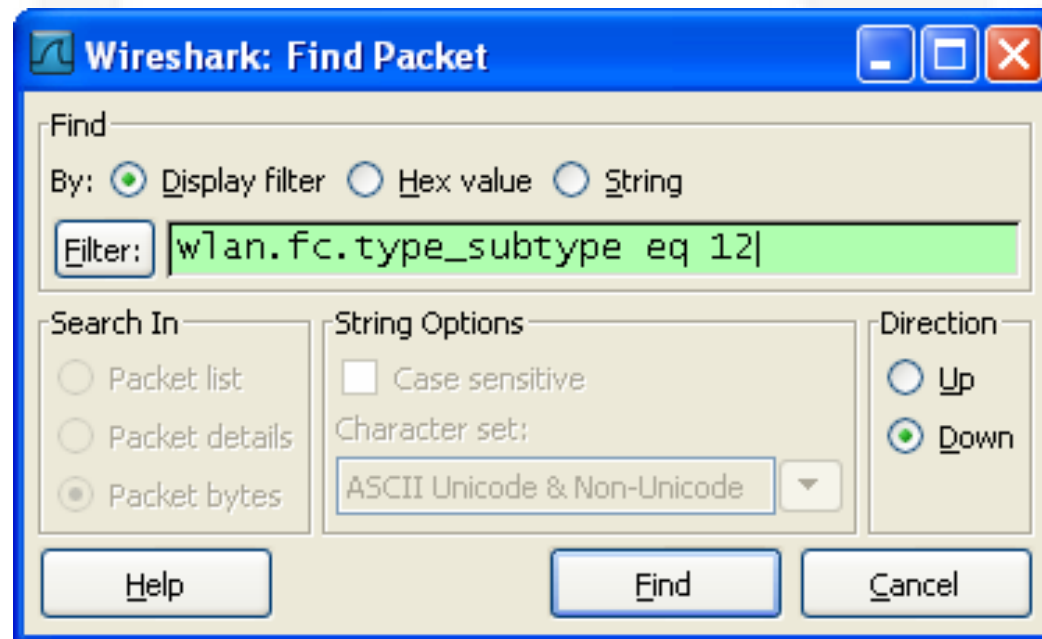 Wireshark: Find Packet
Find
By: Display filter Hex value String
Filter: wlan.fc.type_subtype eq 12
Search In
Packet list
Packet details
Packet bytes
String Options
Case sensitive
Character set:
ASCII Unicode & Non-Unicode
Direction
Up
Down
Help Find Cancel